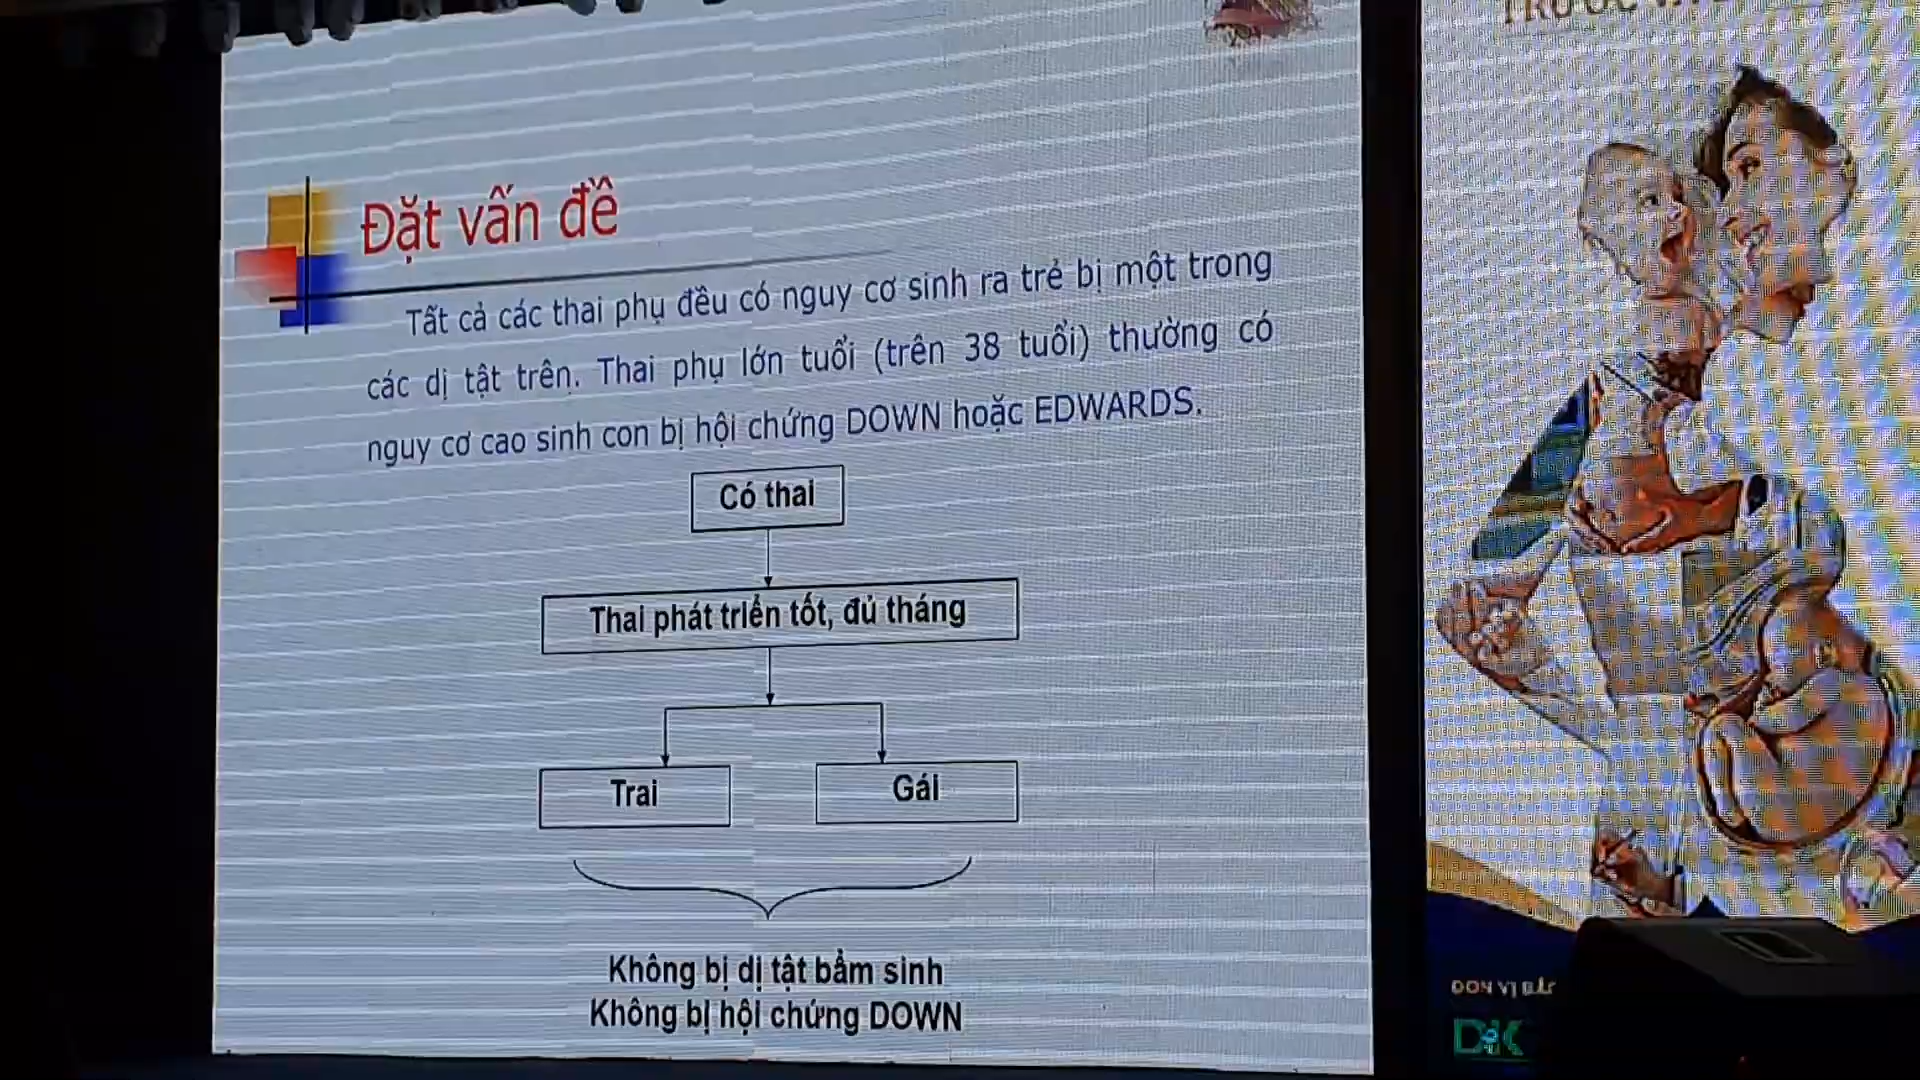 Đặt vấn đề
Tất cả các thai phụ đều có nguy cơ sinh ra trẻ bị một trong
các dị tật trên. Thai phụ lớn tuổi (trên 38 tuổi) thường có
nguy cơ cao sinh con bị hội chứng DOWN hoặc EDWARDS.
Có thai
Thai phát triển tốt, đủ tháng
Trai
Gái
Không bị dị tật bẩm sinh
Không bị hội chứng DOWN
ĐƠN VỊ